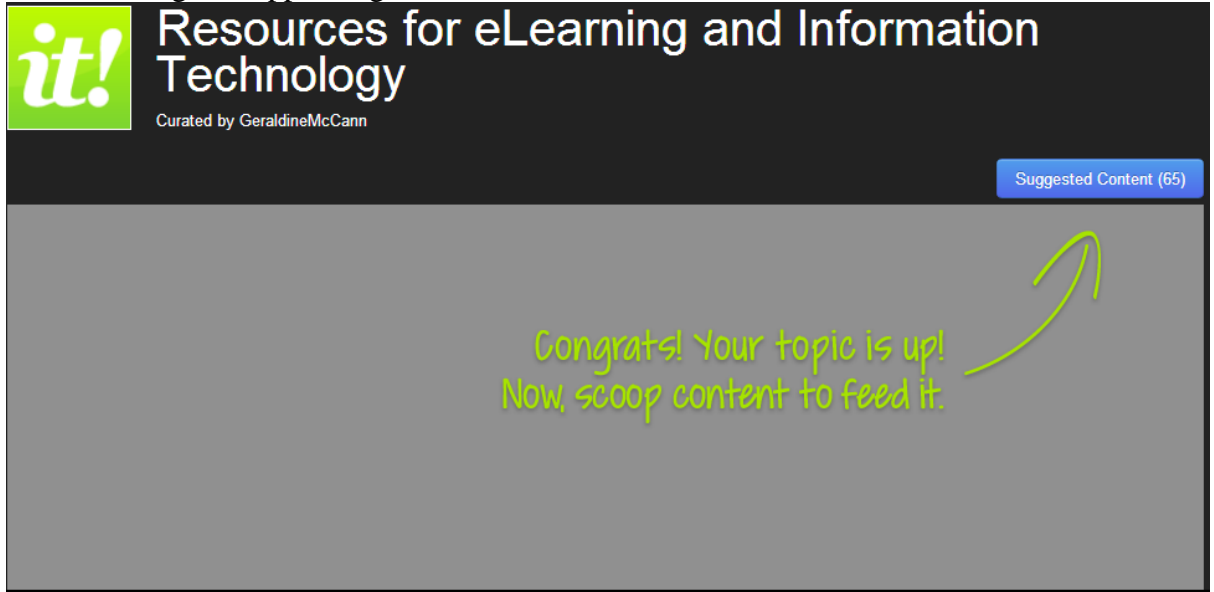 it!
Resources for eLearning and Information
Technology
Curated by GeraldineMcCann
Suggested Content (65)
Congrats! Your topic is up!
Now, scoop content to feed it.